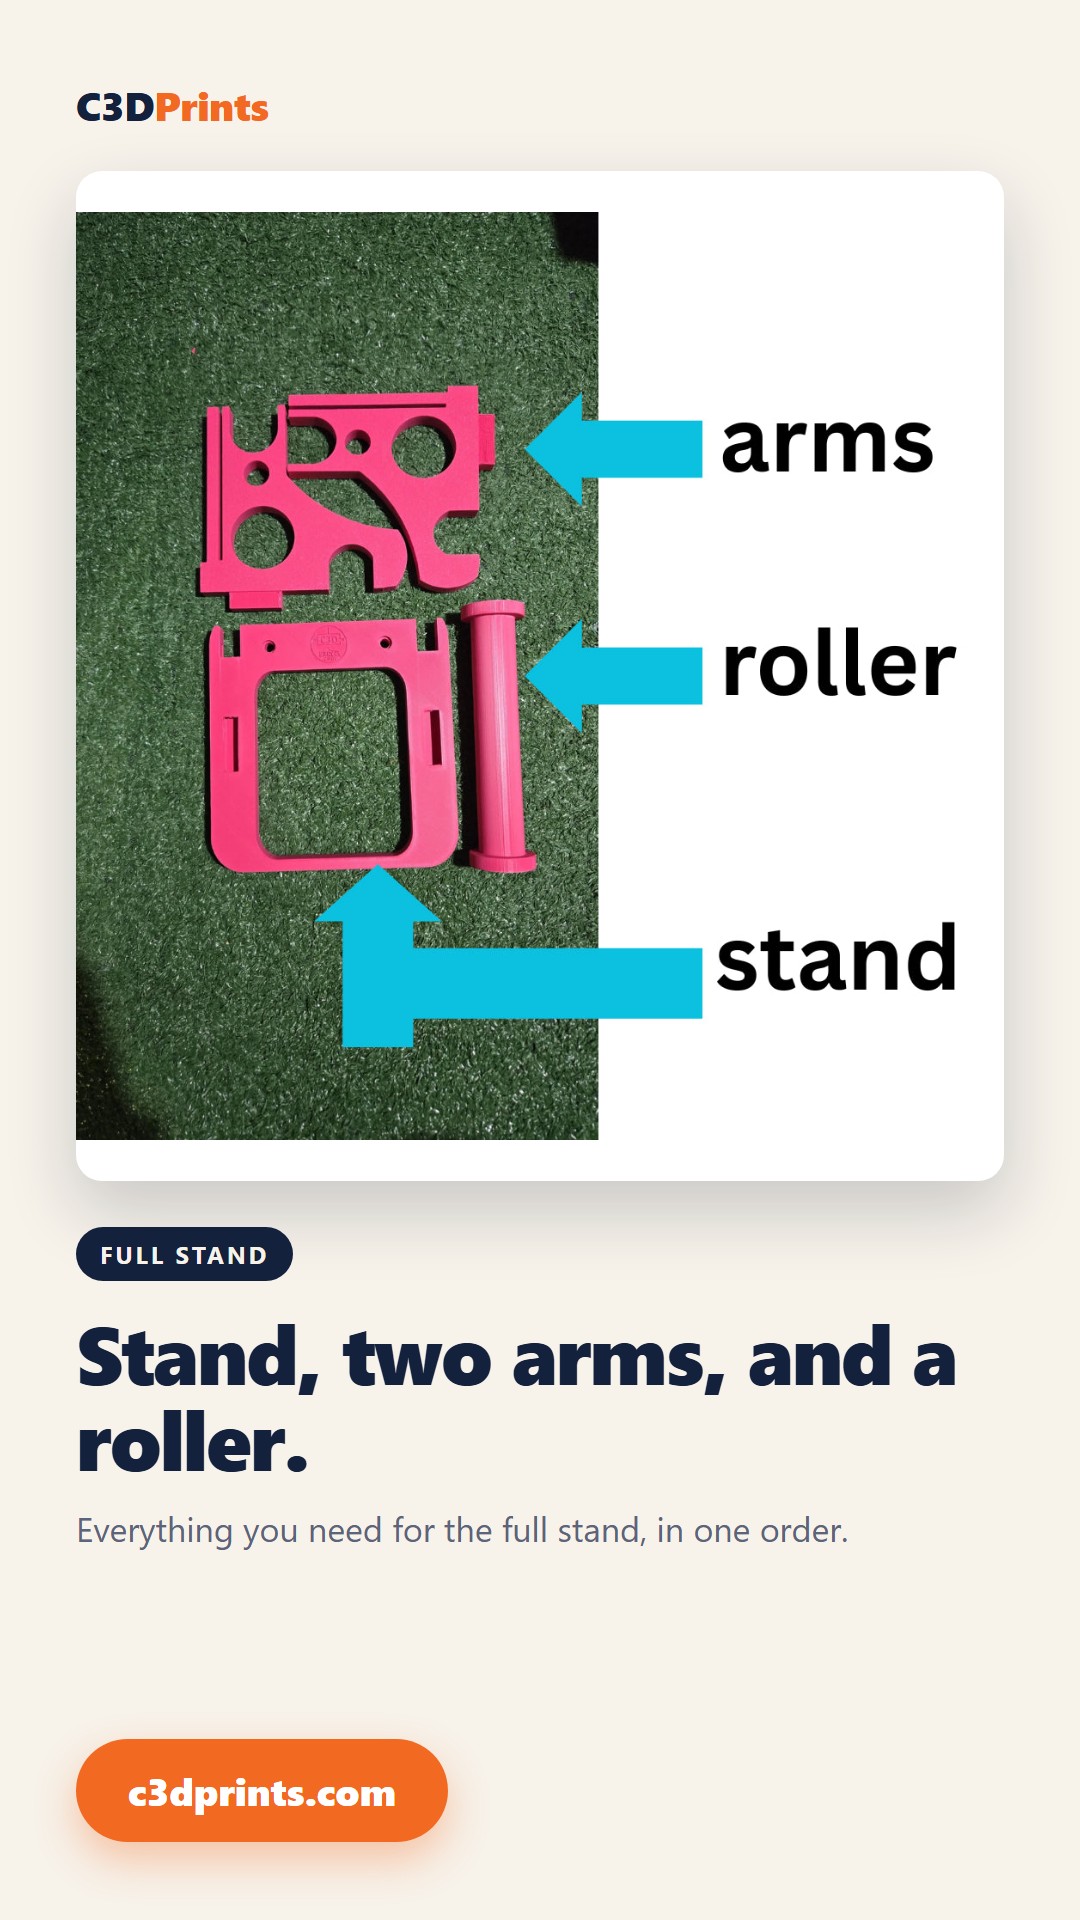 C3DPrints
arms
roller
stand
FULL STAND
Stand, two arms, and a
roller.
Everything you need for the full stand, in one order.
c3dprints.com